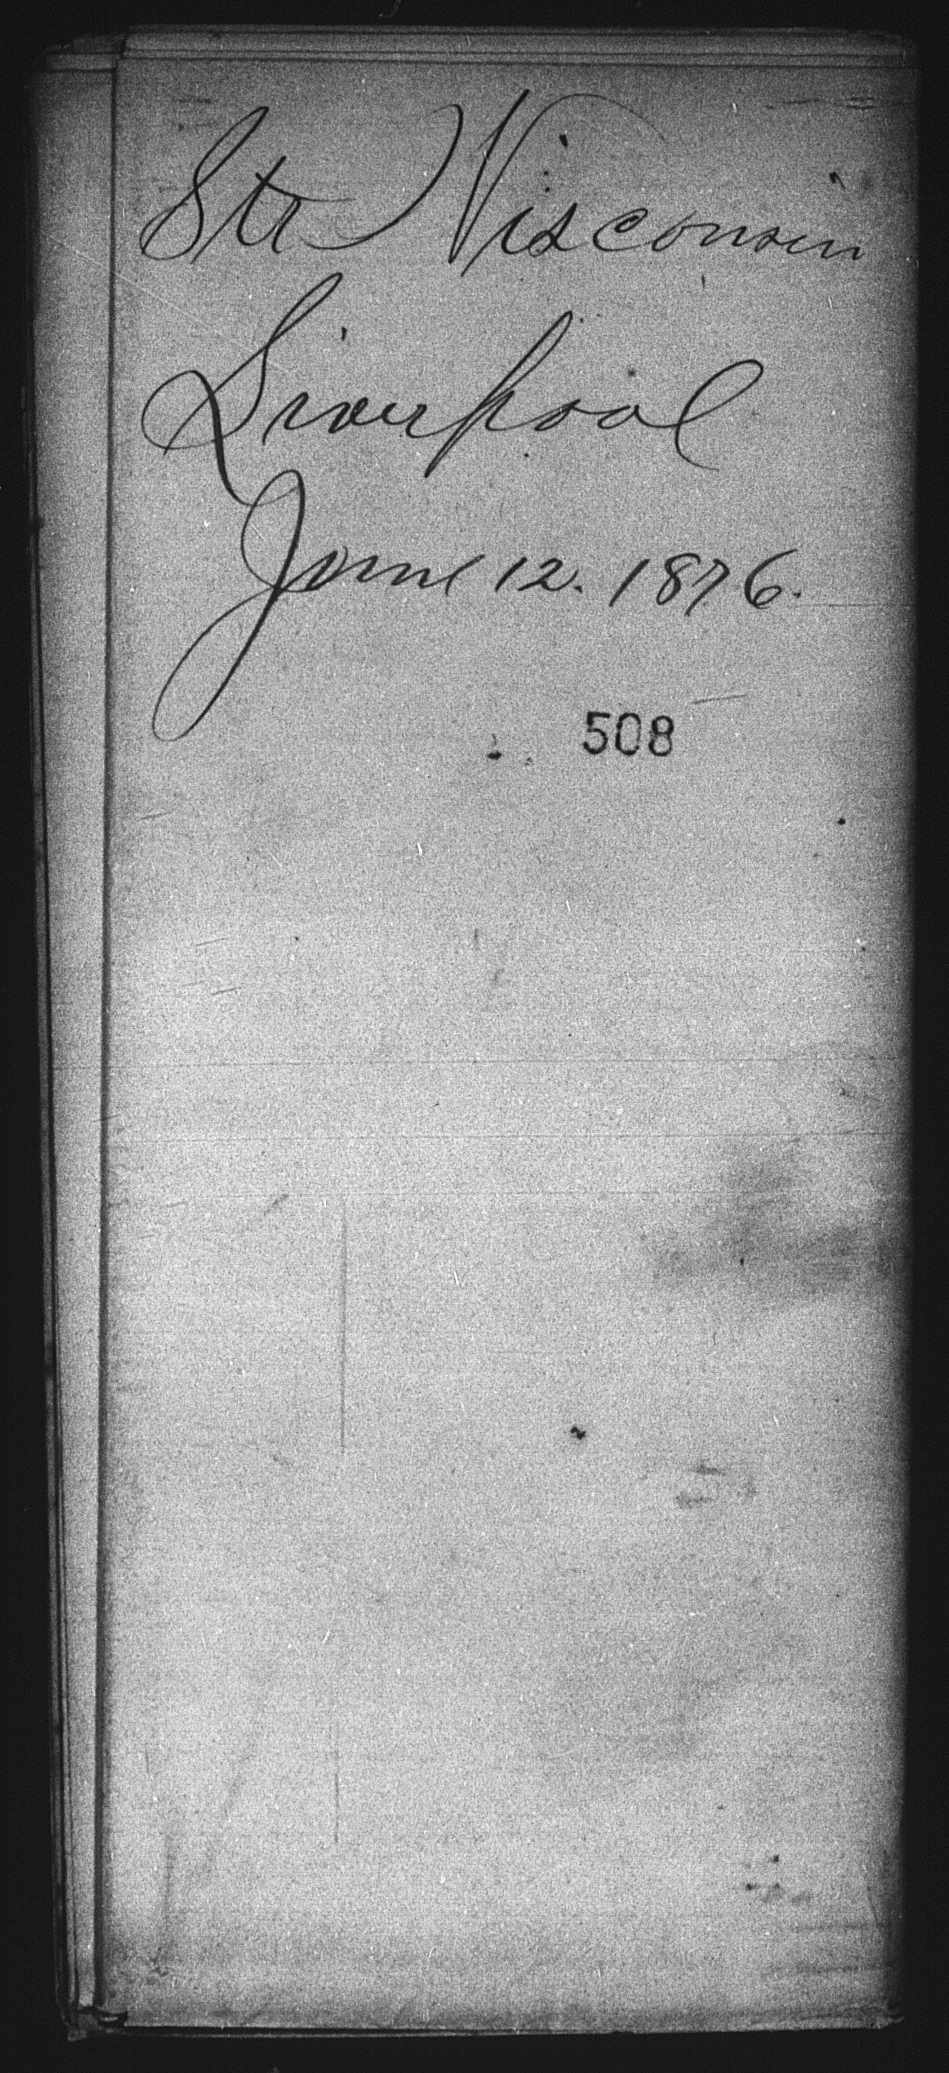 Str Wisconsin
Liverpool
June 12. 1876.
508